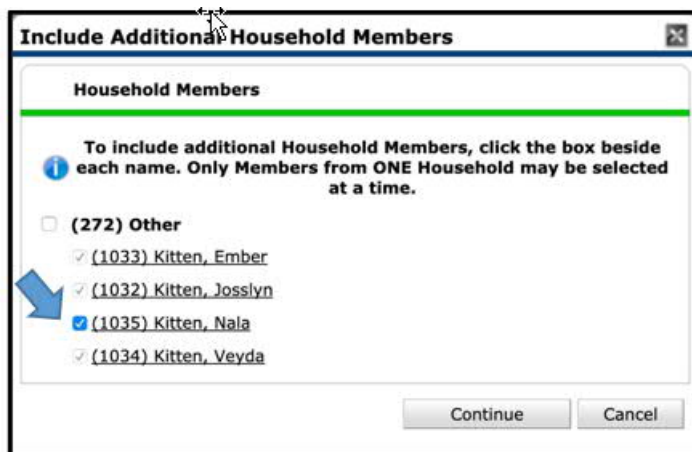 Include Additional Household Members
Household Members
To include additional Household Members, click the box beside
each name. Only Members from ONE Household may be selected
at a time.
(272) Other
(1033) Kitten, Ember
(1032) Kitten, Josslyn
(1035) Kitten, Nala
(1034) Kitten, Veyda
Continue Cancel